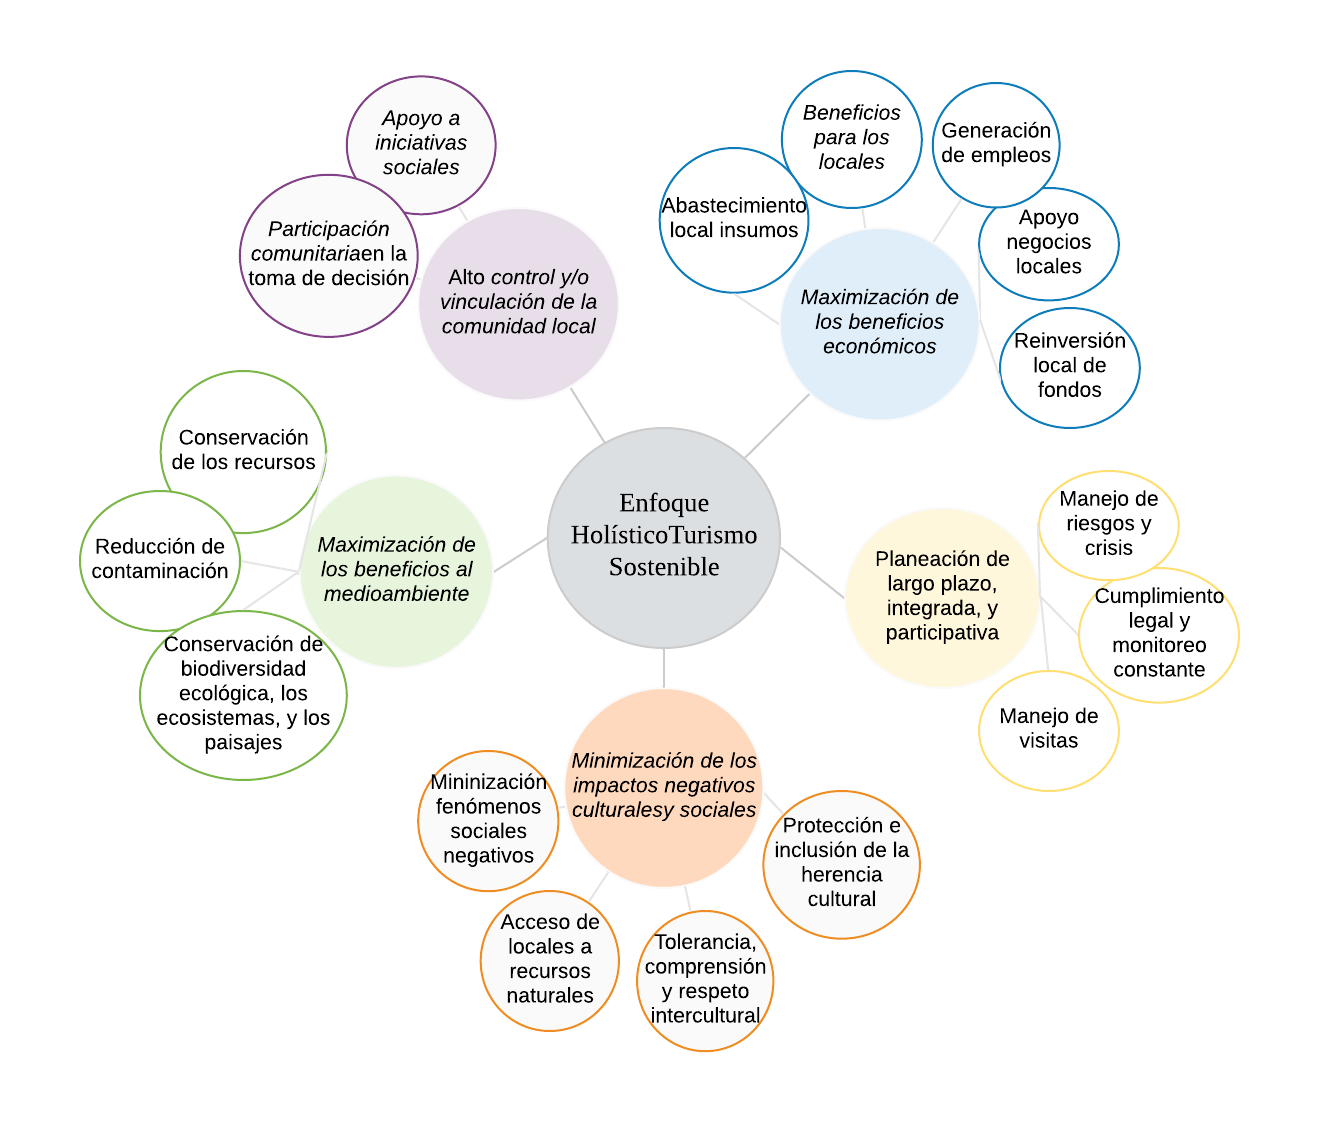 Apoyo a
iniciativas
sociales
Participación
comunitariaen la
toma de decisión
Alto control y/o
vinculación de la
comunidad local
Abastecimiento
local insumos
Beneficios
para los
locales
Generación
de empleos
Apoyo
negocios
locales
Reinversión
local de
fondos
Maximización de
los beneficios
económicos
Conservación
de los recursos
Reducción de
contaminación
Conservación de
biodiversidad
ecológica, los
ecosistemas, y los
paisajes
Maximización de
los beneficios al
medioambiente
Enfoque
HolísticoTurismo
Sostenible
Planeación de
largo plazo,
integrada, y
participativa
Manejo de
riesgos y
crisis
Cumplimiento
legal y
monitoreo
constante
Manejo de
visitas
Minimización de los
impactos negativos
culturalesy sociales
Mininización
fenómenos
sociales
negativos
Acceso de
locales a
recursos
naturales
Tolerancia,
comprensión
y respeto
intercultural
Protección e
inclusión de la
herencia
cultural